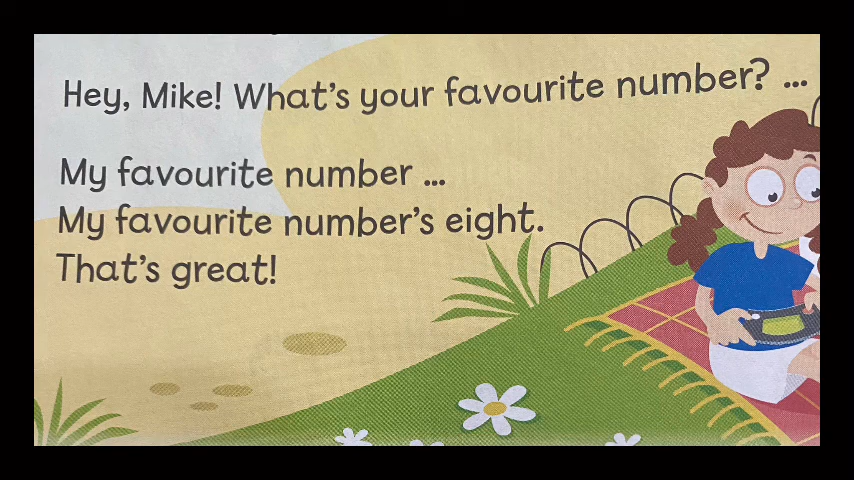 Hey, Mike! What's your favourite number? ...
My favourite number ...
My favourite number's eight.
That's great!